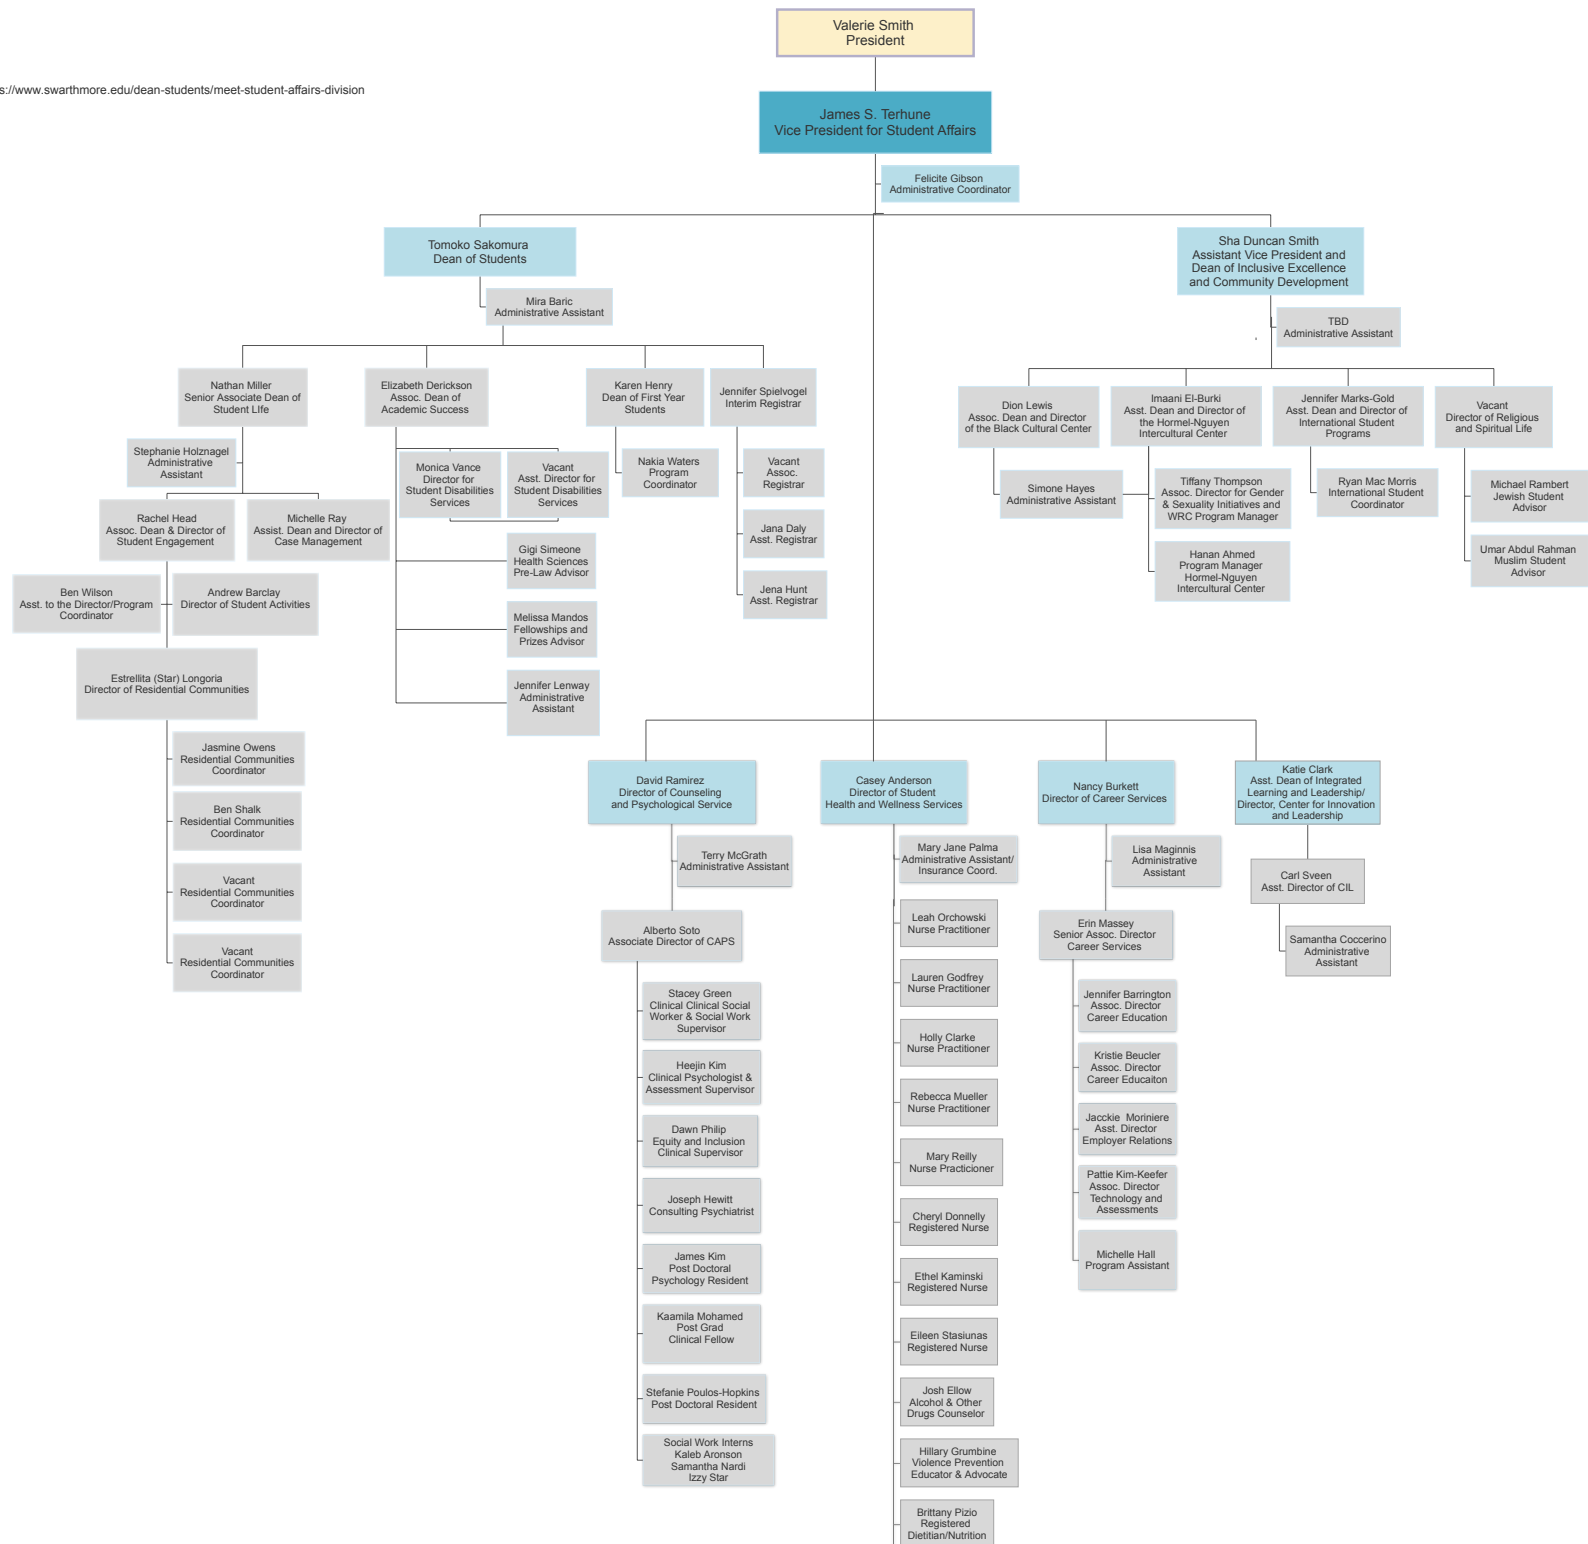 Valerie Smith
President
s://www.swarthmore.edu/dean-students/meet-student-affairs-division
James S. Terhune
Vice President for Student Affairs
Felicite Gibson
Administrative Coordinator
Tomoko Sakomura
Dean of Students
Sha Duncan Smith
Assistant Vice President and
Dean of Inclusive Excellence
and Community Development
Mira Baric
Administrative Assistant
TBD
Administrative Assistant
Nathan Miller
Senior Associate Dean of
Student LIfe
Elizabeth Derickson
Assoc. Dean of
Academic Success
Karen Henry
Dean of First Year
Students
Jennifer Spielvogel
Interim Registrar
Dion Lewis
Assoc. Dean and Director
of the Black Cultural Center
Imaani El-Burki
Asst. Dean and Director of
the Hormel-Nguyen
Intercultural Center
Jennifer Marks-Gold
Asst. Dean and Director of
International Student
Programs
Vacant
Director of Religious
and Spiritual Life
Stephanie Holznagel
Administrative
Assistant
Monica Vance
Director for
Student Disabilities
Services
Vacant
Asst. Director for
Student Disabilities
Services
Nakia Waters
Program
Coordinator
Vacant
Assoc.
Registrar
Simone Hayes
Administrative Assistant
Tiffany Thompson
Assoc. Director for Gender
& Sexuality Initiatives and
WRC Program Manager
Ryan Mac Morris
International Student
Coordinator
Michael Rambert
Jewish Student
Advisor
Rachel Head
Assoc. Dean & Director of
Student Engagement
Michelle Ray
Assist. Dean and Director of
Case Management
Jana Daly
Asst. Registrar
Gigi Simeone
Health Sciences
Pre-Law Advisor
Hanan Ahmed
Program Manager
Hormel-Nguyen
Intercultural Center
Umar Abdul Rahman
Muslim Student
Advisor
Ben Wilson
Asst. to the Director/Program
Coordinator
Andrew Barclay
Director of Student Activities
Jena Hunt
Asst. Registrar
Melissa Mandos
Fellowships and
Prizes Advisor
Estrellita (Star) Longoria
Director of Residential Communities
Jennifer Lenway
Administrative
Assistant
Jasmine Owens
Residential Communities
Coordinator
Ben Shalk
Residential Communities
Coordinator
Vacant
Residential Communities
Coordinator
Vacant
Residential Communities
Coordinator
David Ramirez
Director of Counseling
and Psychological Service
Casey Anderson
Director of Student
Health and Wellness Services
Nancy Burkett
Director of Career Services
Katie Clark
Asst. Dean of Integrated
Learning and Leadership/
Director, Center for Innovation
and Leadership
Terry McGrath
Administrative Assistant
Mary Jane Palma
Administrative Assistant/
Insurance Coord.
Lisa Maginnis
Administrative
Assistant
Carl Sveen
Asst. Director of CIL
Alberto Soto
Associate Director of CAPS
Leah Orchowski
Nurse Practitioner
Erin Massey
Senior Assoc. Director
Career Services
Samantha Coccerino
Administrative
Assistant
Stacey Green
Clinical Clinical Social
Worker & Social Work
Supervisor
Lauren Godfrey
Nurse Practitioner
Jennifer Barrington
Assoc. Director
Career Education
Heejin Kim
Clinical Psychologist &
Assessment Supervisor
Holly Clarke
Nurse Practitioner
Kristie Beucler
Assoc. Director
Career Educaiton
Dawn Philip
Equity and Inclusion
Clinical Supervisor
Rebecca Mueller
Nurse Practitioner
Jacckie  Moriniere
Asst. Director
Employer Relations
Joseph Hewitt
Consulting Psychiatrist
Mary Reilly
Nurse Practicioner
Pattie Kim-Keefer
Assoc. Director
Technology and
Assessments
James Kim
Post Doctoral
Psychology Resident
Cheryl Donnelly
Registered Nurse
Michelle Hall
Program Assistant
Kaamila Mohamed
Post Grad
Clinical Fellow
Ethel Kaminski
Registered Nurse
Stefanie Poulos-Hopkins
Post Doctoral Resident
Eileen Stasiunas
Registered Nurse
Social Work Interns
Kaleb Aronson
Samantha Nardi
Izzy Star
Josh Ellow
Alcohol & Other
Drugs Counselor
Hillary Grumbine
Violence Prevention
Educator & Advocate
Brittany Pizio
Registered
Dietitian/Nutrition